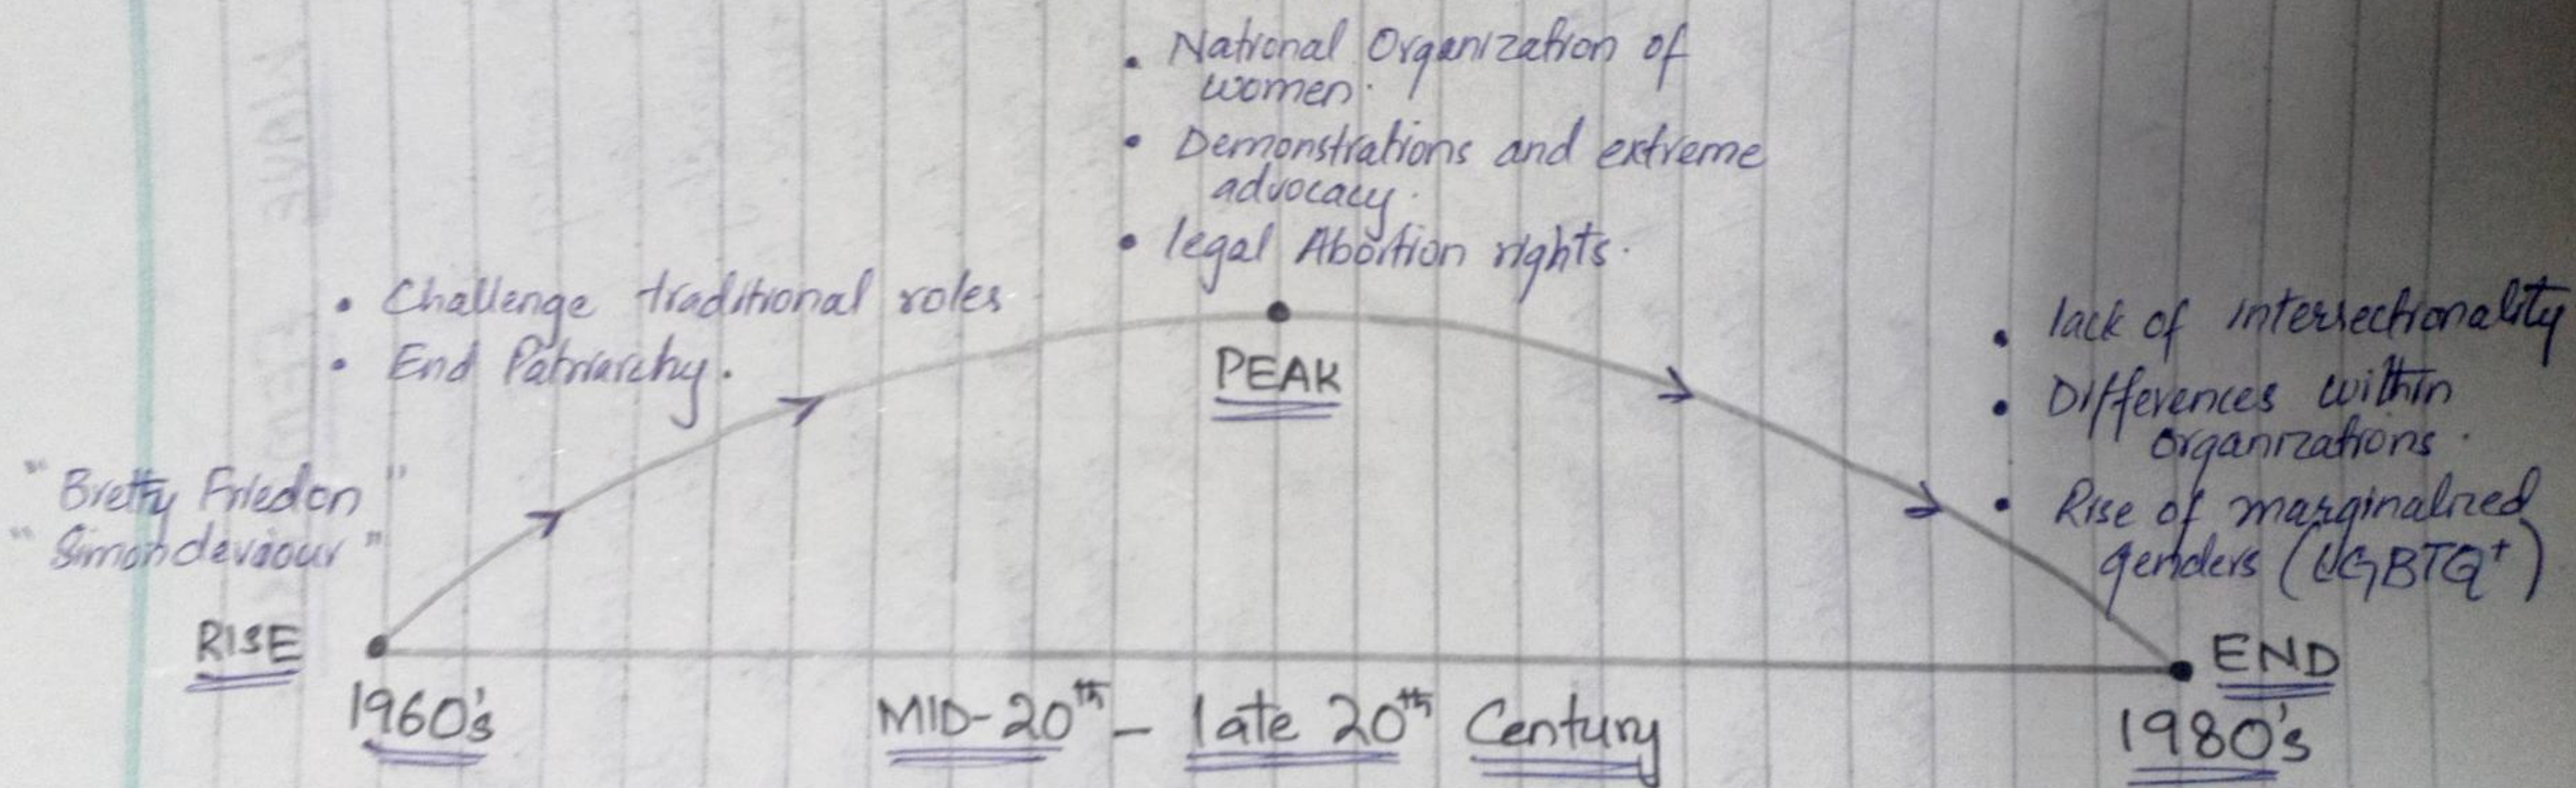 • National Organization of
women.
• Demonstrations and extreme
advocacy.
• legal Abortion rights.
• Challenge traditional roles
• End Patriarchy.
• lack of intersectionality
• Differences within
organizations.
• Rise of marginalized
genders (LGBTQ+)
"Bretty Friedon"
"Simondevaour"
PEAK
RISE
END
1960's
MID-20th - late 20th Century
1980's